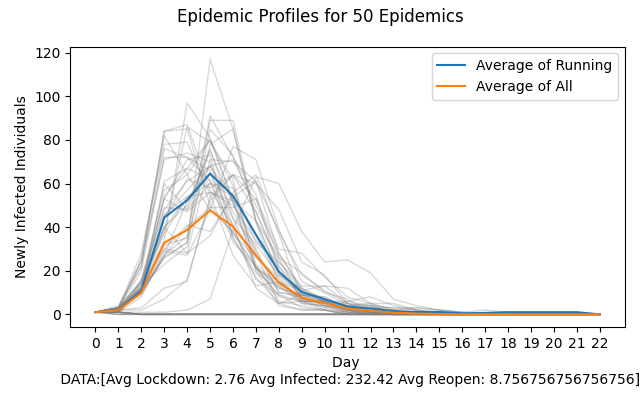 Epidemic Profiles for 50 Epidemics
120
100
80
60
40
20
0
Newly Infected Individuals
Average of Running
Average of All
0 1 2 3 4 5 6 7 8 9 10 11 12 13 14 15 16 17 18 19 20 21 22
Day
DATA:[Avg Lockdown: 2.76 Avg Infected: 232.42 Avg Reopen: 8.756756756756756]